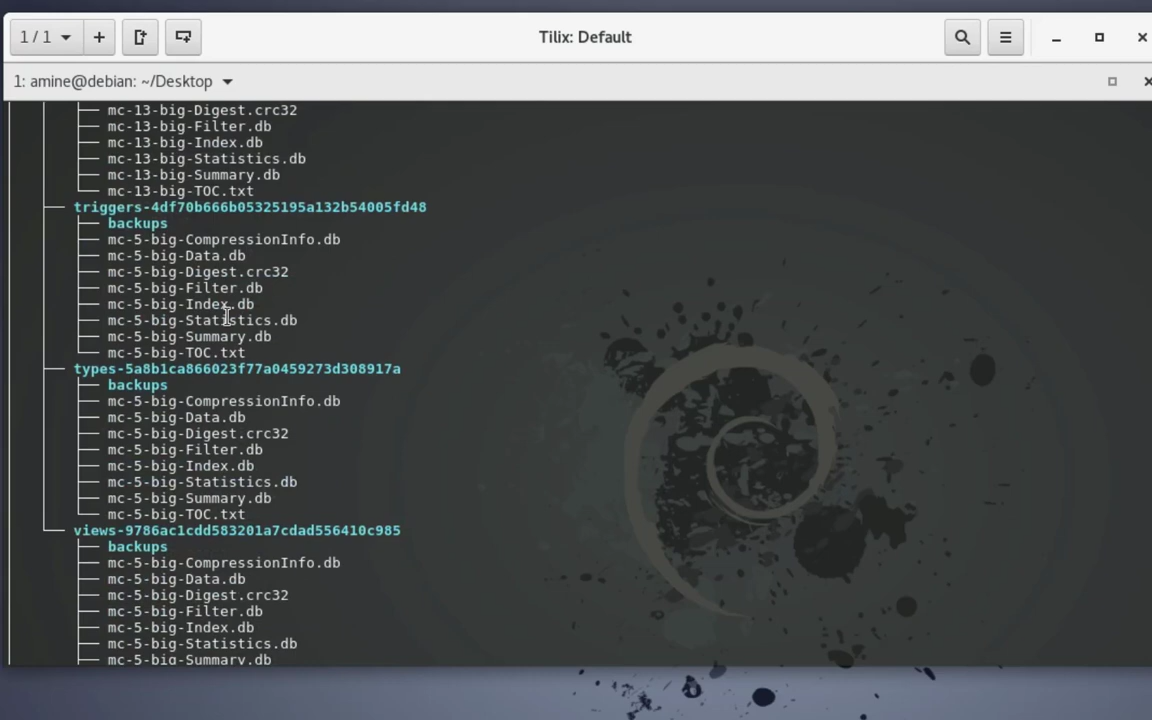 1 / 1
Tilix: Default
1: amine@debian: ~/Desktop
├── mc-13-big-Digest.crc32
├── mc-13-big-Filter.db
├── mc-13-big-Index.db
├── mc-13-big-Statistics.db
├── mc-13-big-Summary.db
└── mc-13-big-TOC.txt
├── triggers-4df70b666b05325195a132b54005fd48
├── backups
├── mc-5-big-CompressionInfo.db
├── mc-5-big-Data.db
├── mc-5-big-Digest.crc32
├── mc-5-big-Filter.db
├── mc-5-big-Index.db
├── mc-5-big-Statistics.db
├── mc-5-big-Summary.db
└── mc-5-big-TOC.txt
├── types-5a8b1ca866023f77a0459273d308917a
├── backups
├── mc-5-big-CompressionInfo.db
├── mc-5-big-Data.db
├── mc-5-big-Digest.crc32
├── mc-5-big-Filter.db
├── mc-5-big-Index.db
├── mc-5-big-Statistics.db
├── mc-5-big-Summary.db
└── mc-5-big-TOC.txt
└── views-9786ac1cdd583201a7cdad556410c985
├── backups
├── mc-5-big-CompressionInfo.db
├── mc-5-big-Data.db
├── mc-5-big-Digest.crc32
├── mc-5-big-Filter.db
├── mc-5-big-Index.db
├── mc-5-big-Statistics.db
├── mc-5-big-Summary.db